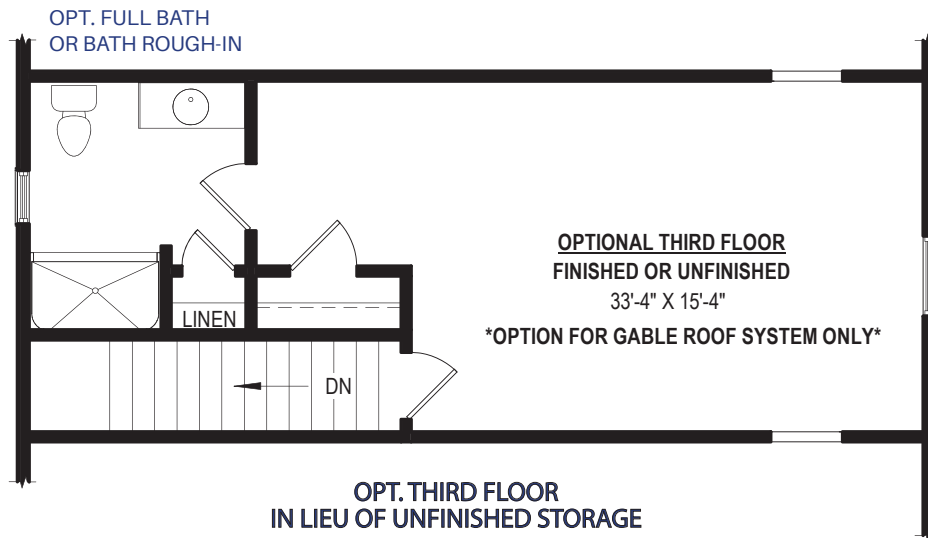 OPT. FULL BATH
OR BATH ROUGH-IN
OPTIONAL THIRD FLOOR
FINISHED OR UNFINISHED
33'-4" X 15'-4"
*OPTION FOR GABLE ROOF SYSTEM ONLY*
LINEN
DN
OPT. THIRD FLOOR
IN LIEU OF UNFINISHED STORAGE